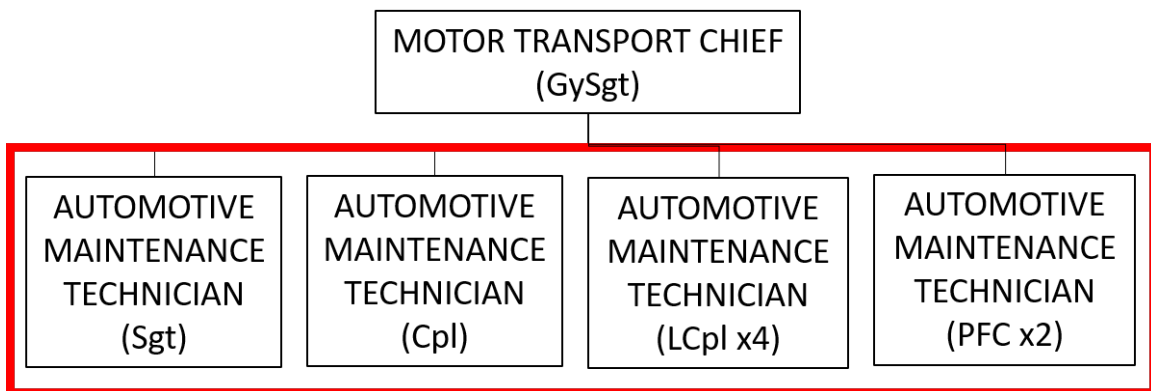 MOTOR TRANSPORT CHIEF
(GySgt)
AUTOMOTIVE
MAINTENANCE
TECHNICIAN
(Sgt)
AUTOMOTIVE
MAINTENANCE
TECHNICIAN
(Cpl)
AUTOMOTIVE
MAINTENANCE
TECHNICIAN
(LCpl x4)
AUTOMOTIVE
MAINTENANCE
TECHNICIAN
(PFC x2)